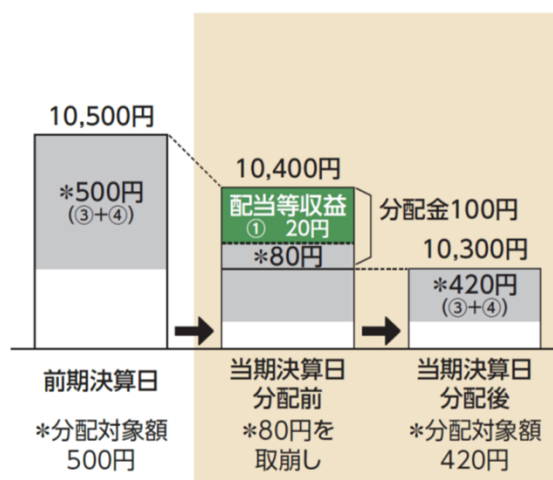 10,500円
＊500円
(③+④)
10,400円
配当等収益
① 20円
＊80円
分配金100円
10,300円
＊420円
(③+④)
前期決算日
当期決算日
分配前
当期決算日
分配後
＊分配対象額
500円
＊80円を
取崩し
＊分配対象額
420円